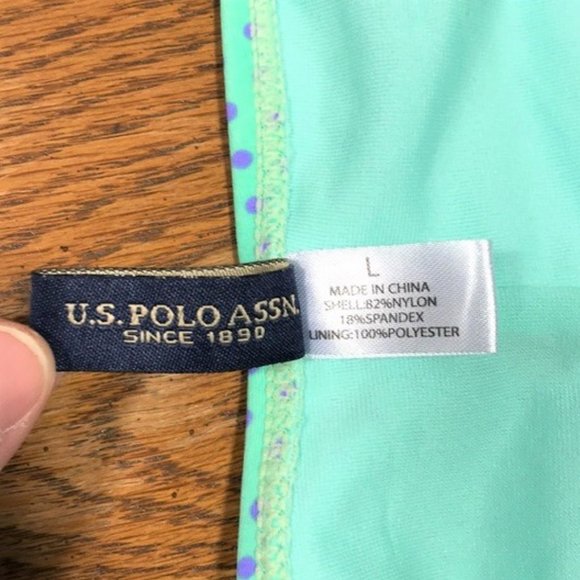 U.S. POLO ASSN.
SINCE 1890
L
MADE IN CHINA
SHELL:82%NYLON
18%SPANDEX
LINING:100%POLYESTER